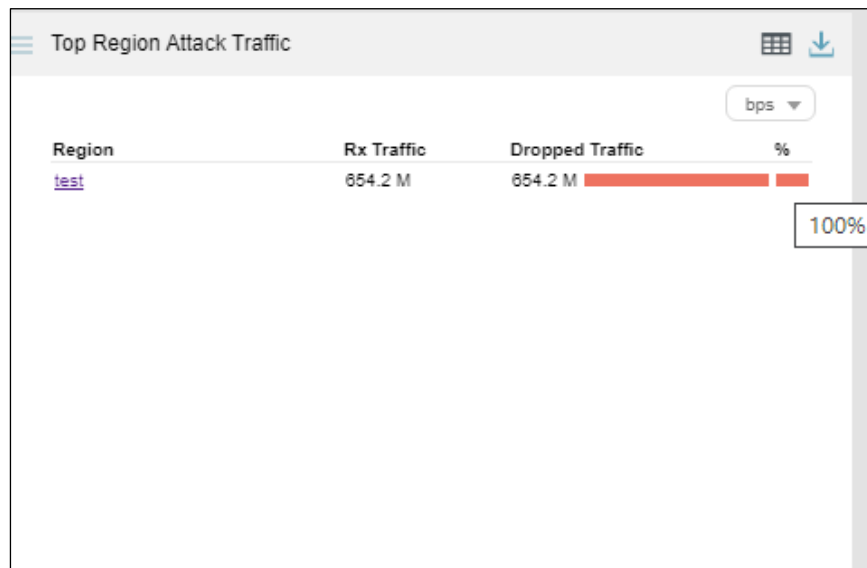 Top Region Attack Traffic
bps
Region Rx Traffic Dropped Traffic %
test 654.2 M 654.2 M
100%